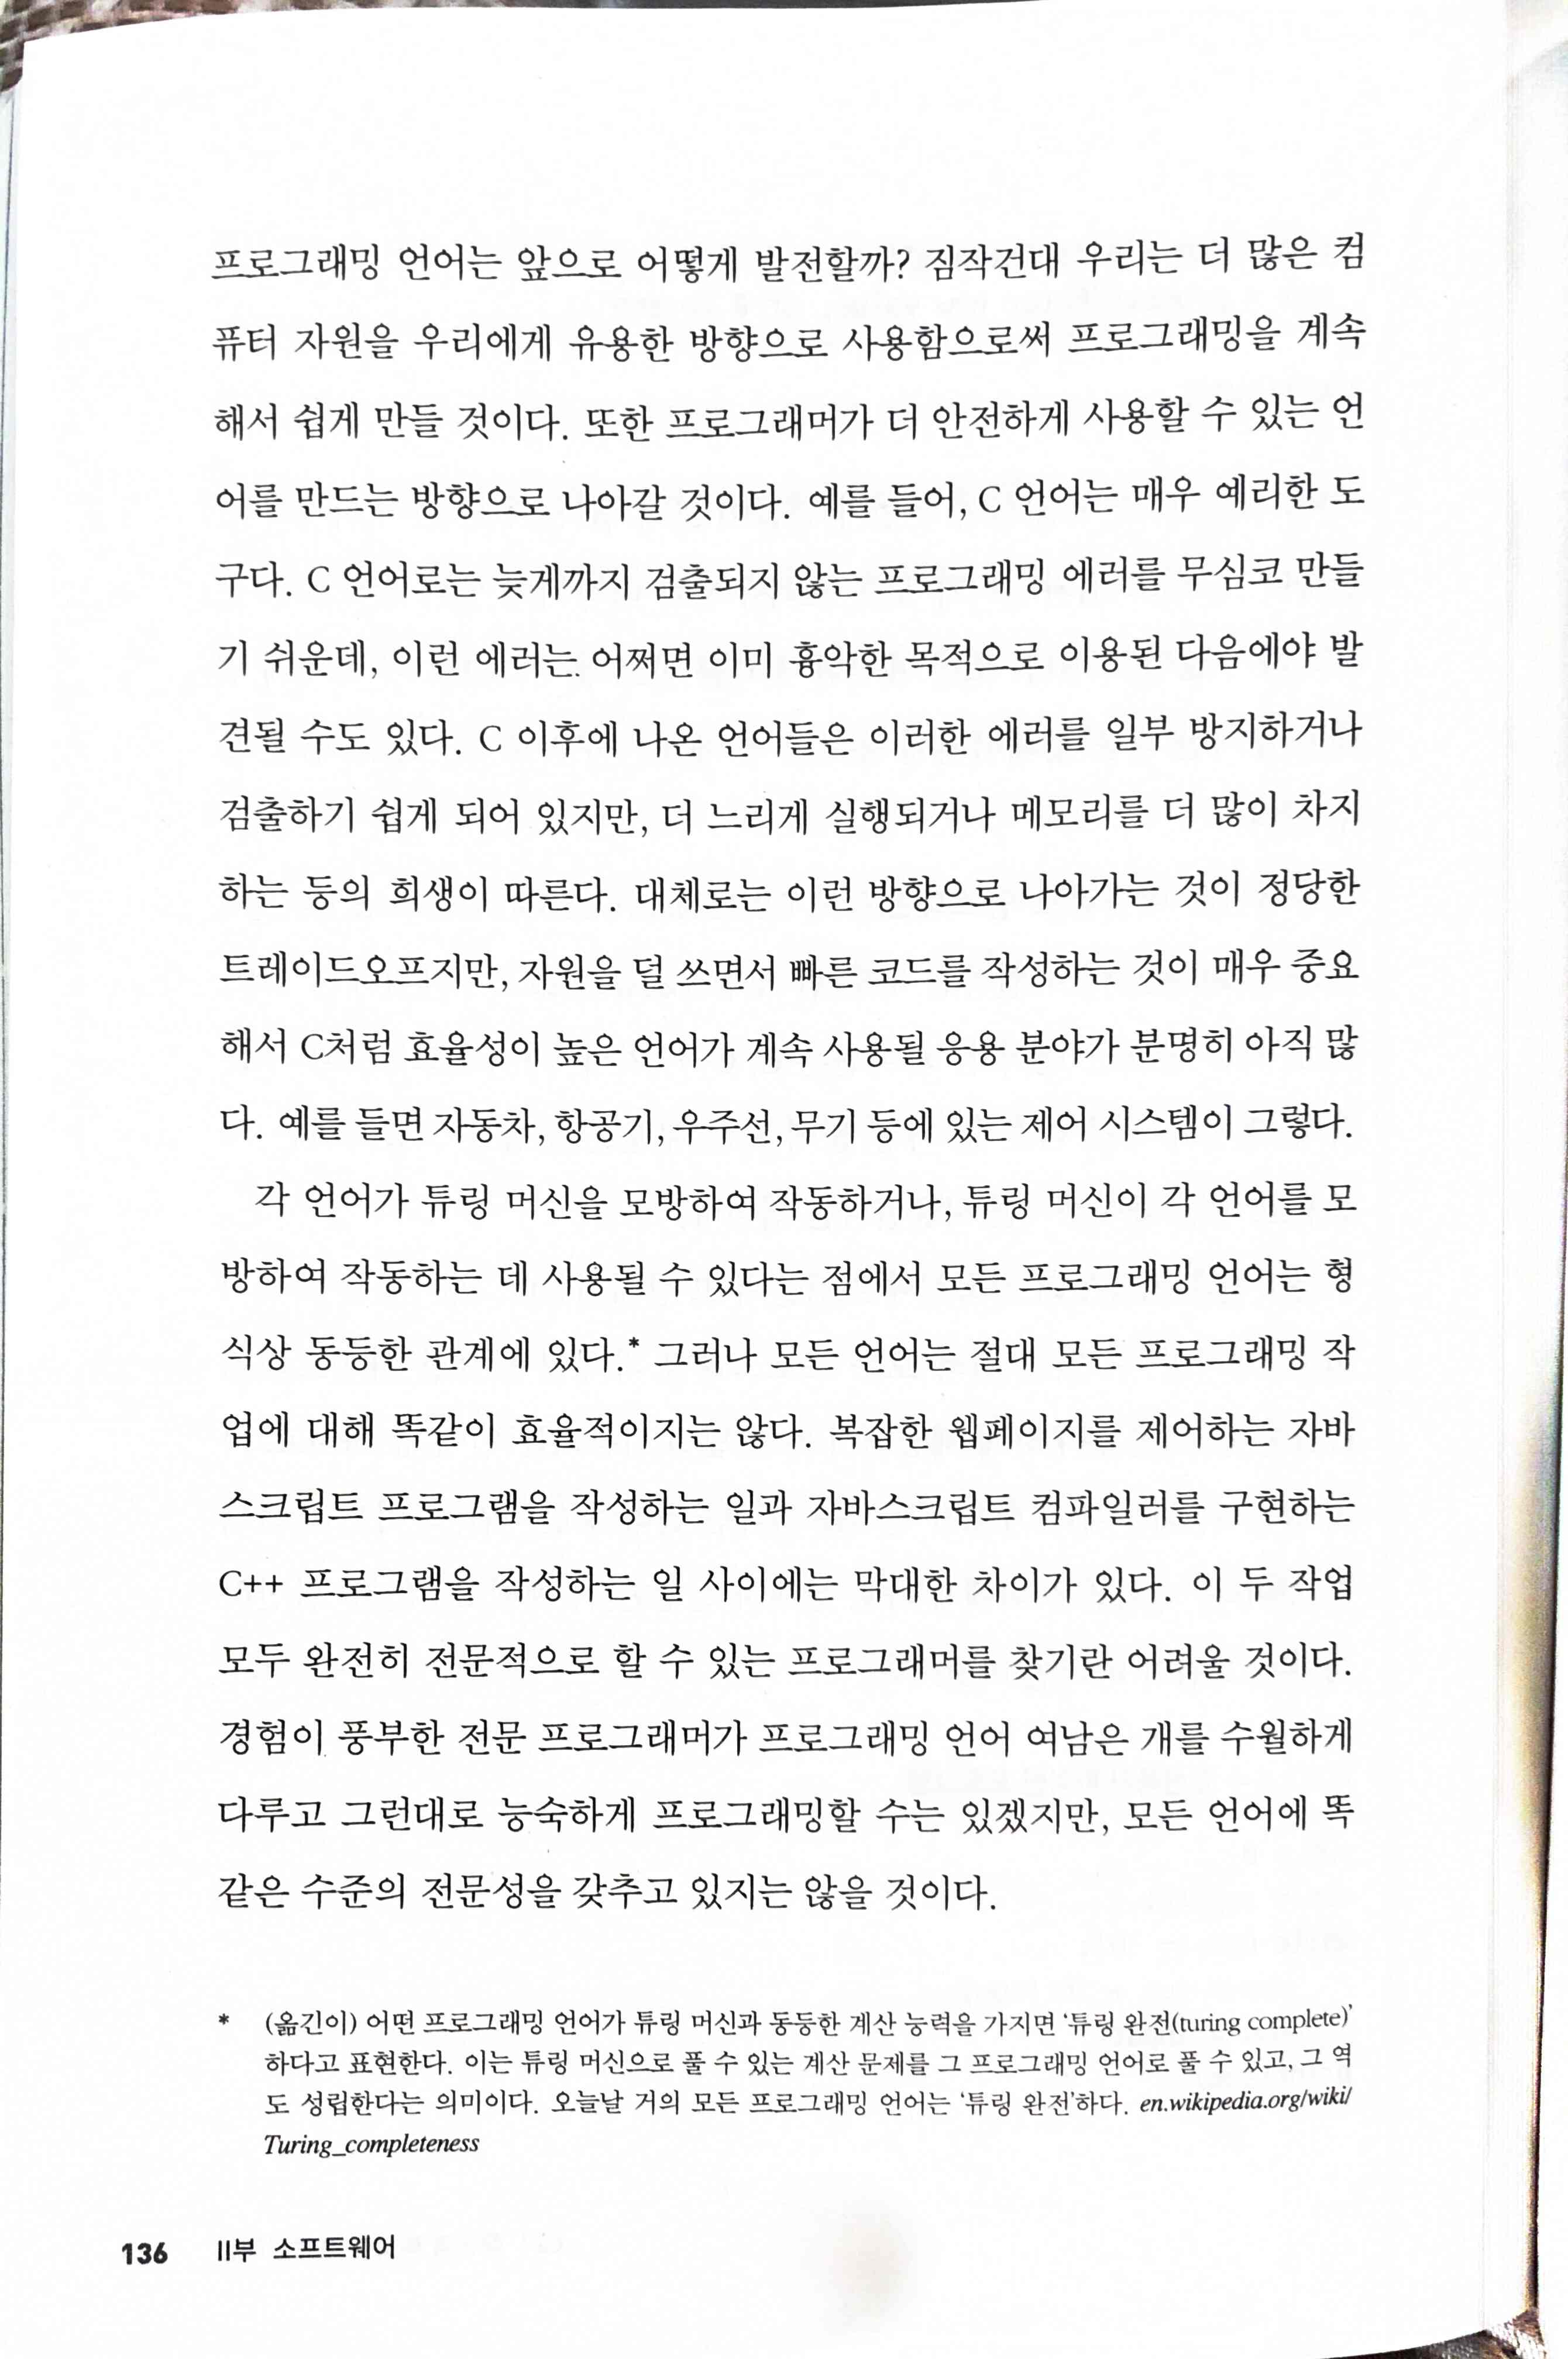 프로그래밍 언어는 앞으로 어떻게 발전할까? 짐작건대 우리는 더 많은 컴
퓨터 자원을 우리에게 유용한 방향으로 사용함으로써 프로그래밍을 계속
해서 쉽게 만들 것이다. 또한 프로그래머가 더 안전하게 사용할 수 있는 언
어를 만드는 방향으로 나아갈 것이다. 예를 들어, C 언어는 매우 예리한 도
구다. C 언어로는 늦게까지 검출되지 않는 프로그래밍 에러를 무심코 만들
기 쉬운데, 이런 에러는 어쩌면 이미 흉악한 목적으로 이용된 다음에야 발
견될 수도 있다. C 이후에 나온 언어들은 이러한 에러를 일부 방지하거나
검출하기 쉽게 되어 있지만, 더 느리게 실행되거나 메모리를 더 많이 차지
하는 등의 희생이 따른다. 대체로는 이런 방향으로 나아가는 것이 정당한
트레이드오프지만, 자원을 덜 쓰면서 빠른 코드를 작성하는 것이 매우 중요
해서 C처럼 효율성이 높은 언어가 계속 사용될 응용 분야가 분명히 아직 많
다. 예를 들면 자동차, 항공기, 우주선, 무기 등에 있는 제어 시스템이 그렇다.
각 언어가 튜링 머신을 모방하여 작동하거나, 튜링 머신이 각 언어를 모
방하여 작동하는 데 사용될 수 있다는 점에서 모든 프로그래밍 언어는 형
식상 동등한 관계에 있다.* 그러나 모든 언어는 절대 모든 프로그래밍 작
업에 대해 똑같이 효율적이지는 않다. 복잡한 웹페이지를 제어하는 자바
스크립트 프로그램을 작성하는 일과 자바스크립트 컴파일러를 구현하는
C++ 프로그램을 작성하는 일 사이에는 막대한 차이가 있다. 이 두 작업
모두 완전히 전문적으로 할 수 있는 프로그래머를 찾기란 어려울 것이다.
경험이 풍부한 전문 프로그래머가 프로그래밍 언어 여남은 개를 수월하게
다루고 그런대로 능숙하게 프로그래밍할 수는 있겠지만, 모든 언어에 똑
같은 수준의 전문성을 갖추고 있지는 않을 것이다.
* (옮긴이) 어떤 프로그래밍 언어가 튜링 머신과 동등한 계산 능력을 가지면 ‘튜링 완전(turing complete)’
하다고 표현한다. 이는 튜링 머신으로 풀 수 있는 계산 문제를 그 프로그래밍 언어로 풀 수 있고, 그 역
도 성립한다는 의미이다. 오늘날 거의 모든 프로그래밍 언어는 ‘튜링 완전’하다. en.wikipedia.org/wiki/
Turing_completeness
136 II부 소프트웨어